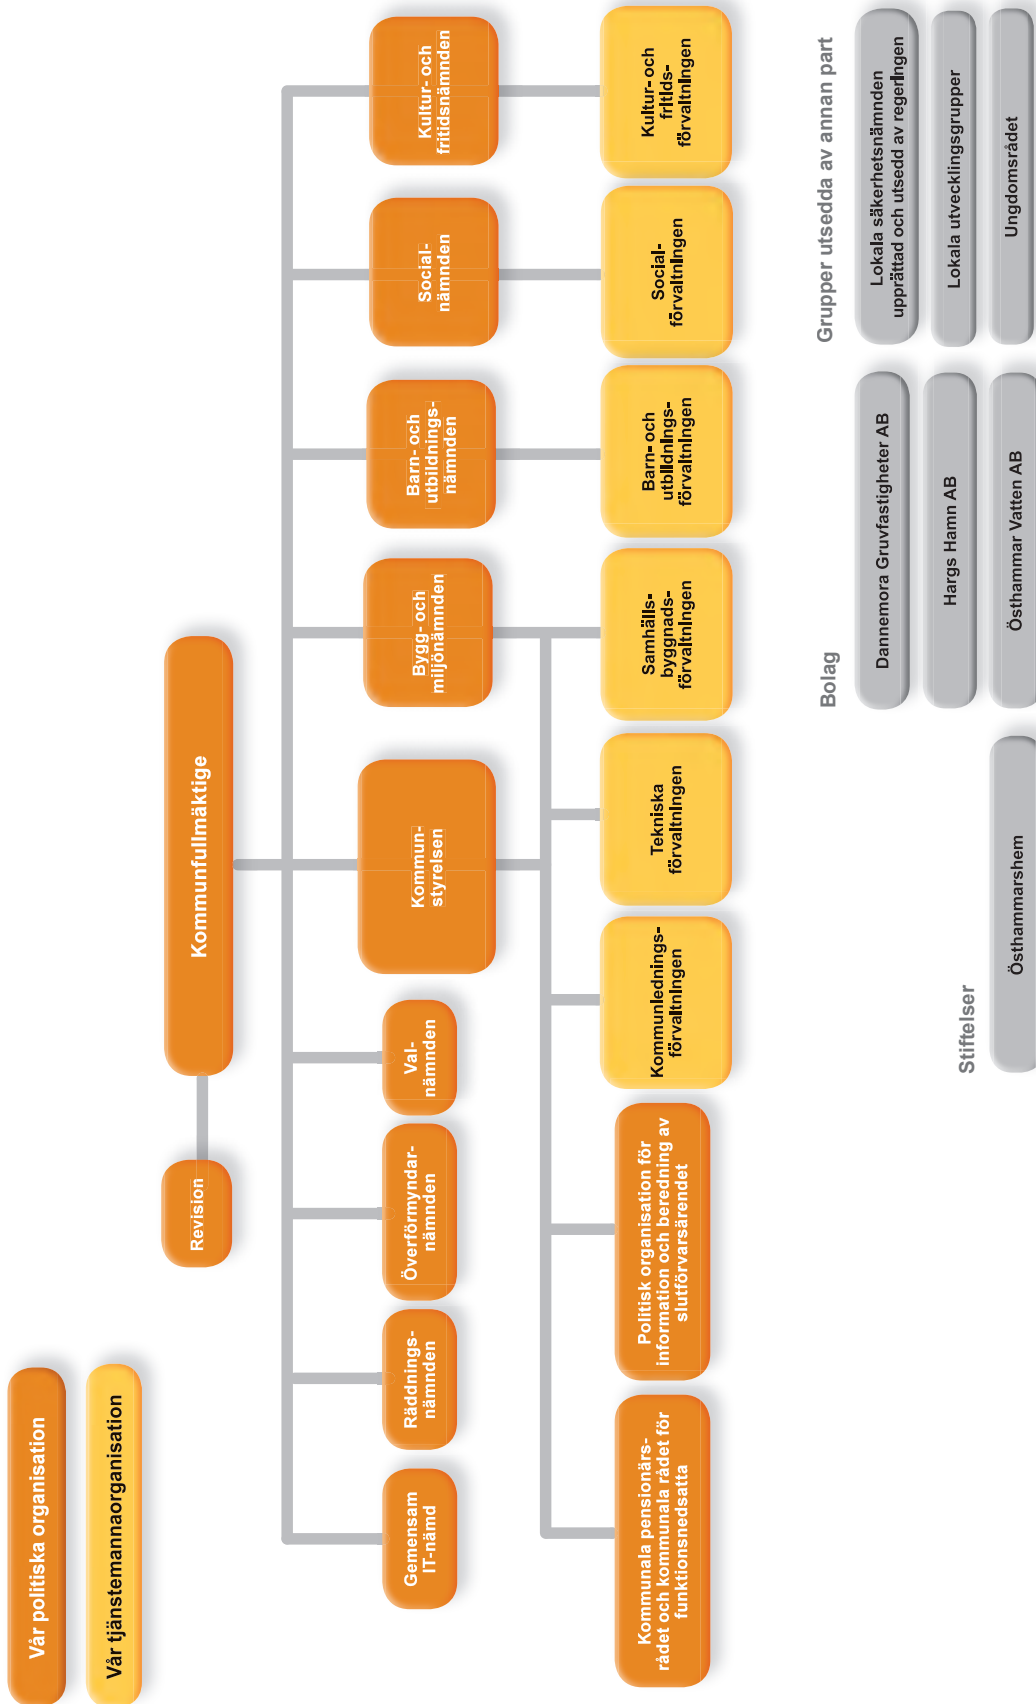 Vår politiska organisation
Vår tjänstemannaorganisation
Revision
Kommunfullmäktige
Gemensam
IT-nämd
Räddnings-
nämnden
Överförmyndar-
nämnden
Val-
nämnden
Kommun-
styrelsen
Bygg- och
miljönämnden
Barn- och
utbildnings-
nämnden
Social-
nämnden
Kultur- och
fritidsnämnden
Kommunala pensionärs-
rådet och kommunala rådet för
funktionsnedsatta
Politisk organisation för
information och beredning av
slutförvarsärendet
Kommunlednings-
förvaltningen
Tekniska
förvaltningen
Samhälls-
byggnads-
förvaltningen
Barn- och
utbildnings-
förvaltningen
Social-
förvaltningen
Kultur- och
fritids-
förvaltningen
Stiftelser
Östhammarshem
Bolag
Dannemora Gruvfastigheter AB
Hargs Hamn AB
Östhammar Vatten AB
Grupper utsedda av annan part
Lokala säkerhetsnämnden
upprättad och utsedd av regeringen
Lokala utvecklingsgrupper
Ungdomsrådet